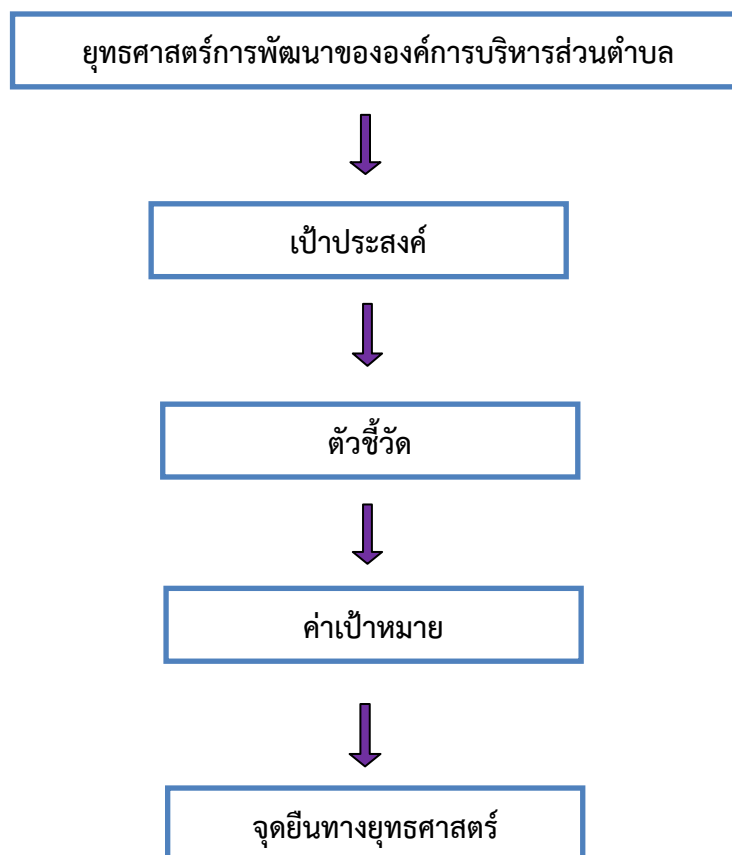 ยุทธศาสตร์การพัฒนาขององค์การบริหารส่วนตำบล
เป้าประสงค์
ตัวชี้วัด
ค่าเป้าหมาย
จุดยืนทางยุทธศาสตร์